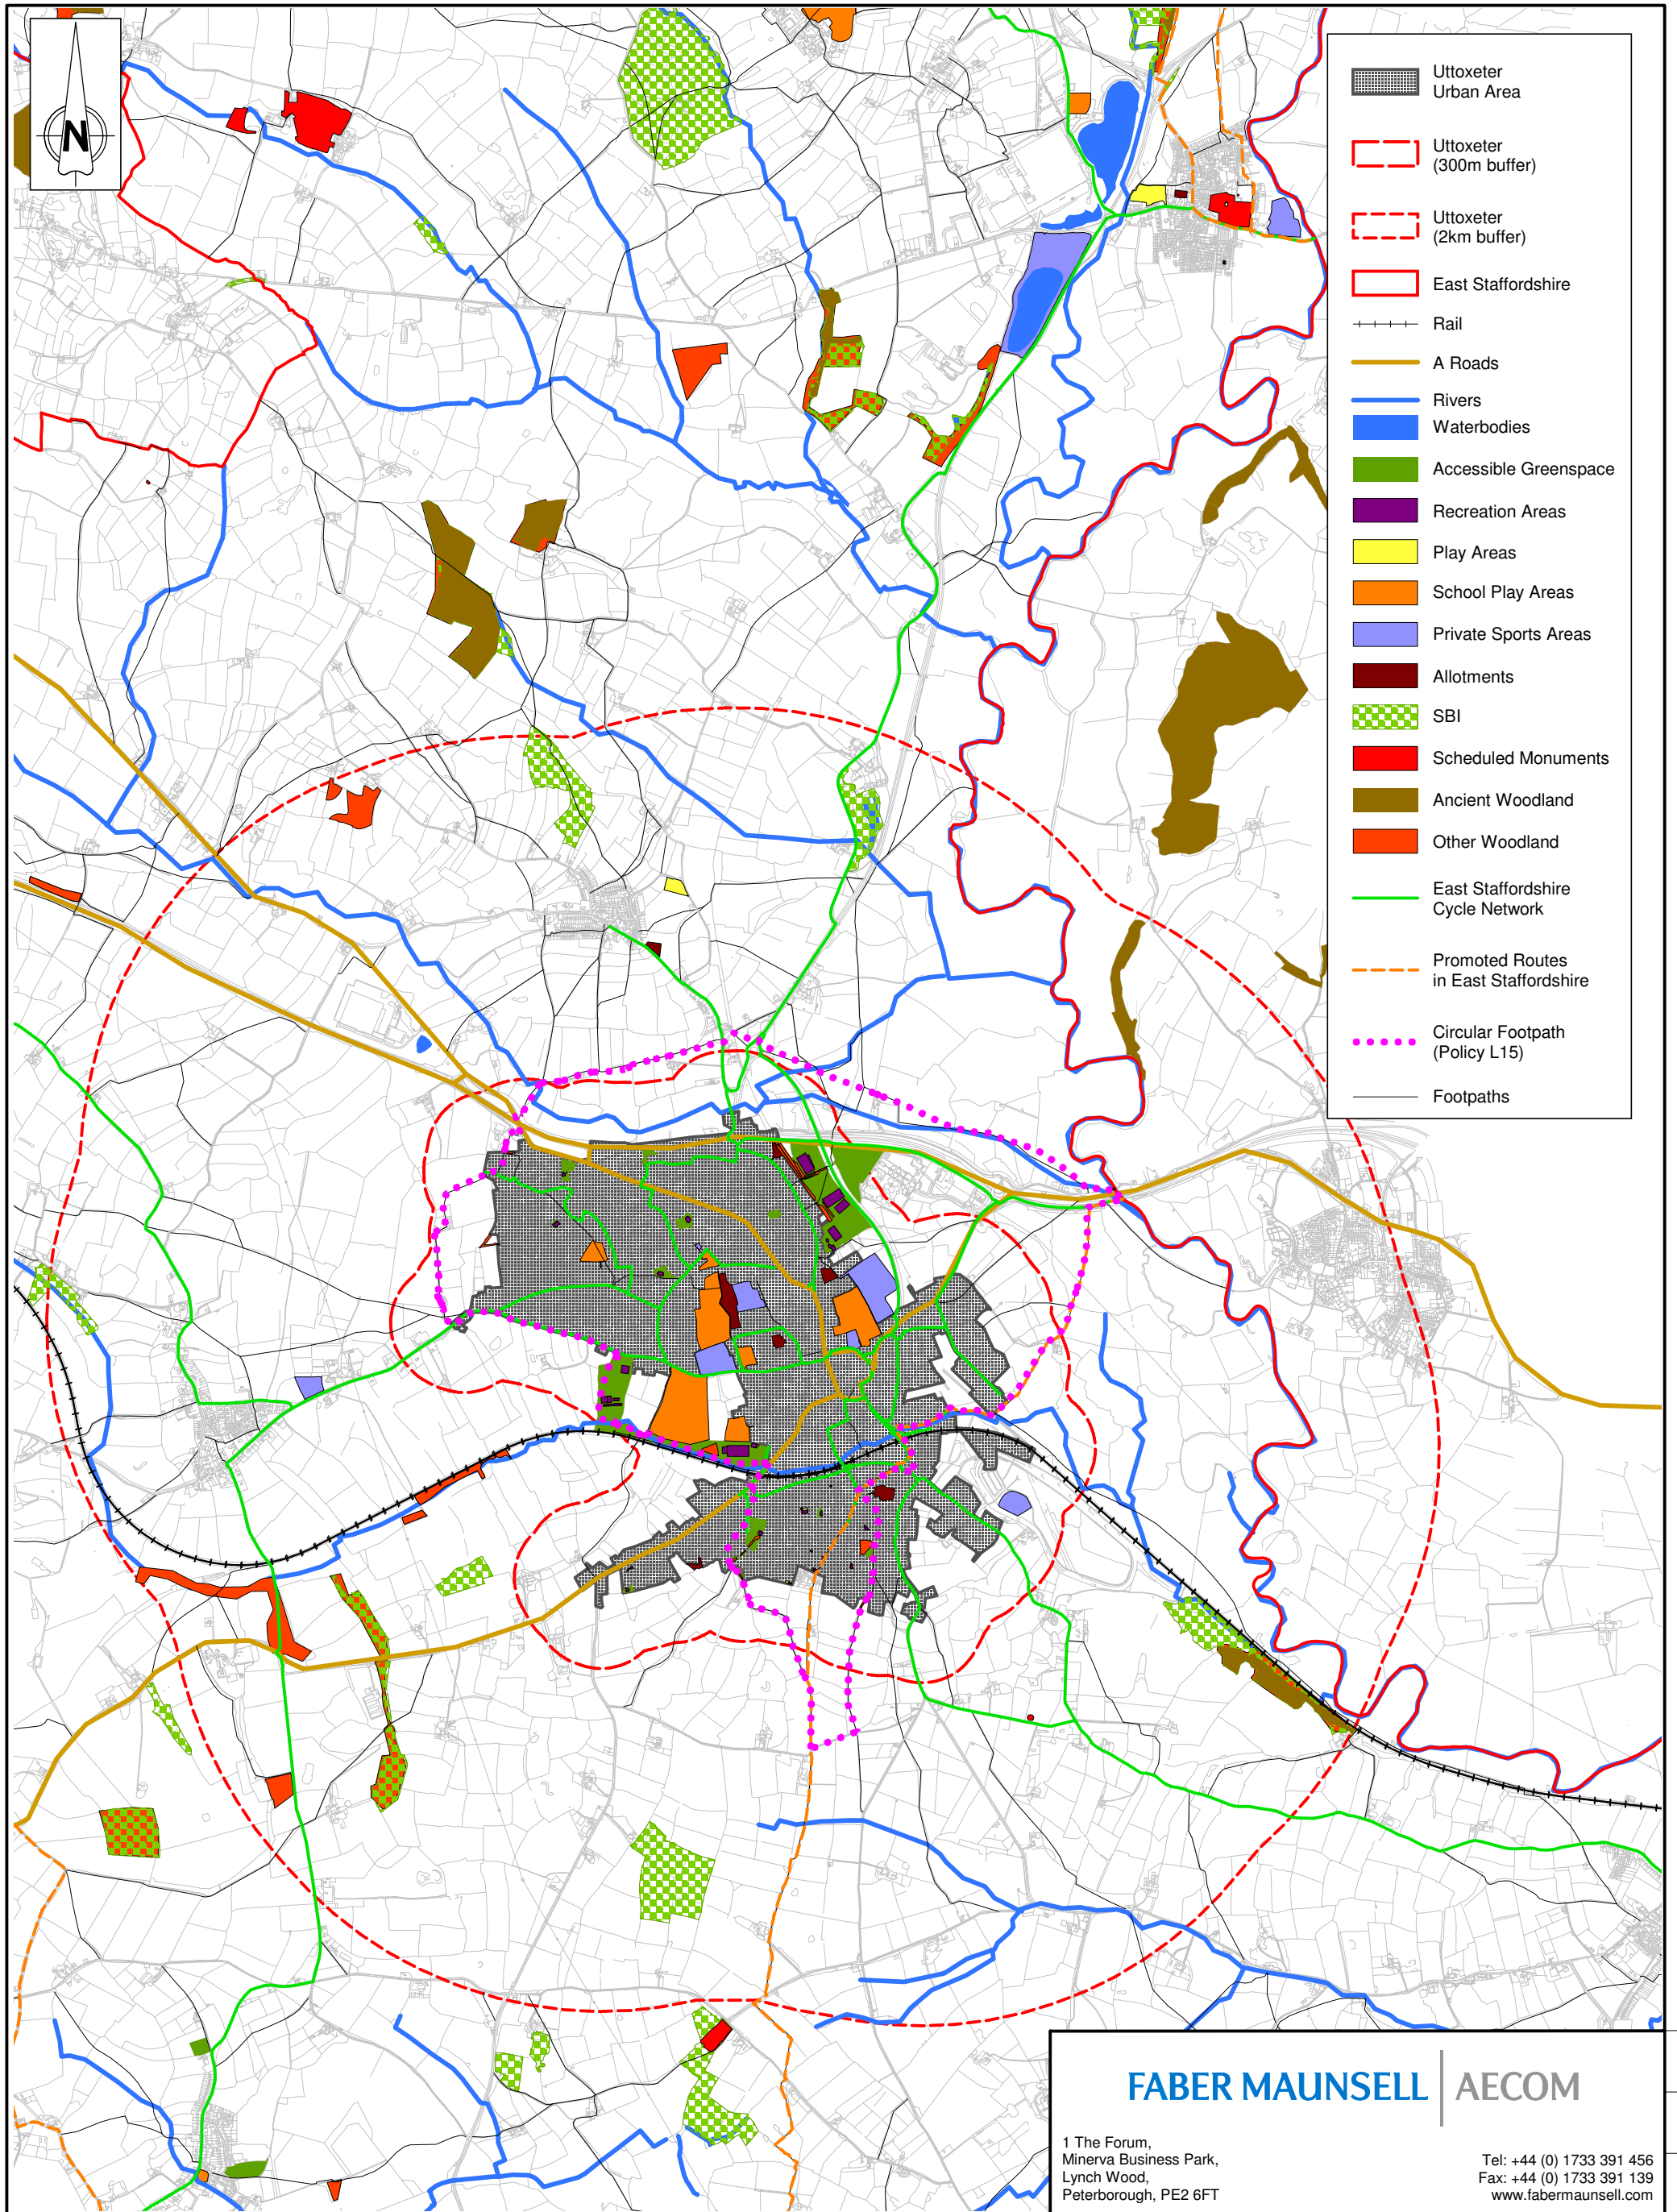 N
Uttoxeter
Urban Area
Uttoxeter
(300m buffer)
Uttoxeter
(2km buffer)
East Staffordshire
Rail
A Roads
Rivers
Waterbodies
Accessible Greenspace
Recreation Areas
Play Areas
School Play Areas
Private Sports Areas
Allotments
SBI
Scheduled Monuments
Ancient Woodland
Other Woodland
East Staffordshire
Cycle Network
Promoted Routes
in East Staffordshire
Circular Footpath
(Policy L15)
Footpaths
FABER MAUNSELL | AECOM
1 The Forum,
Minerva Business Park,
Lynch Wood,
Peterborough, PE2 6FT
Tel: +44 (0) 1733 391 456
Fax: +44 (0) 1733 391 139
www.fabermaunsell.com